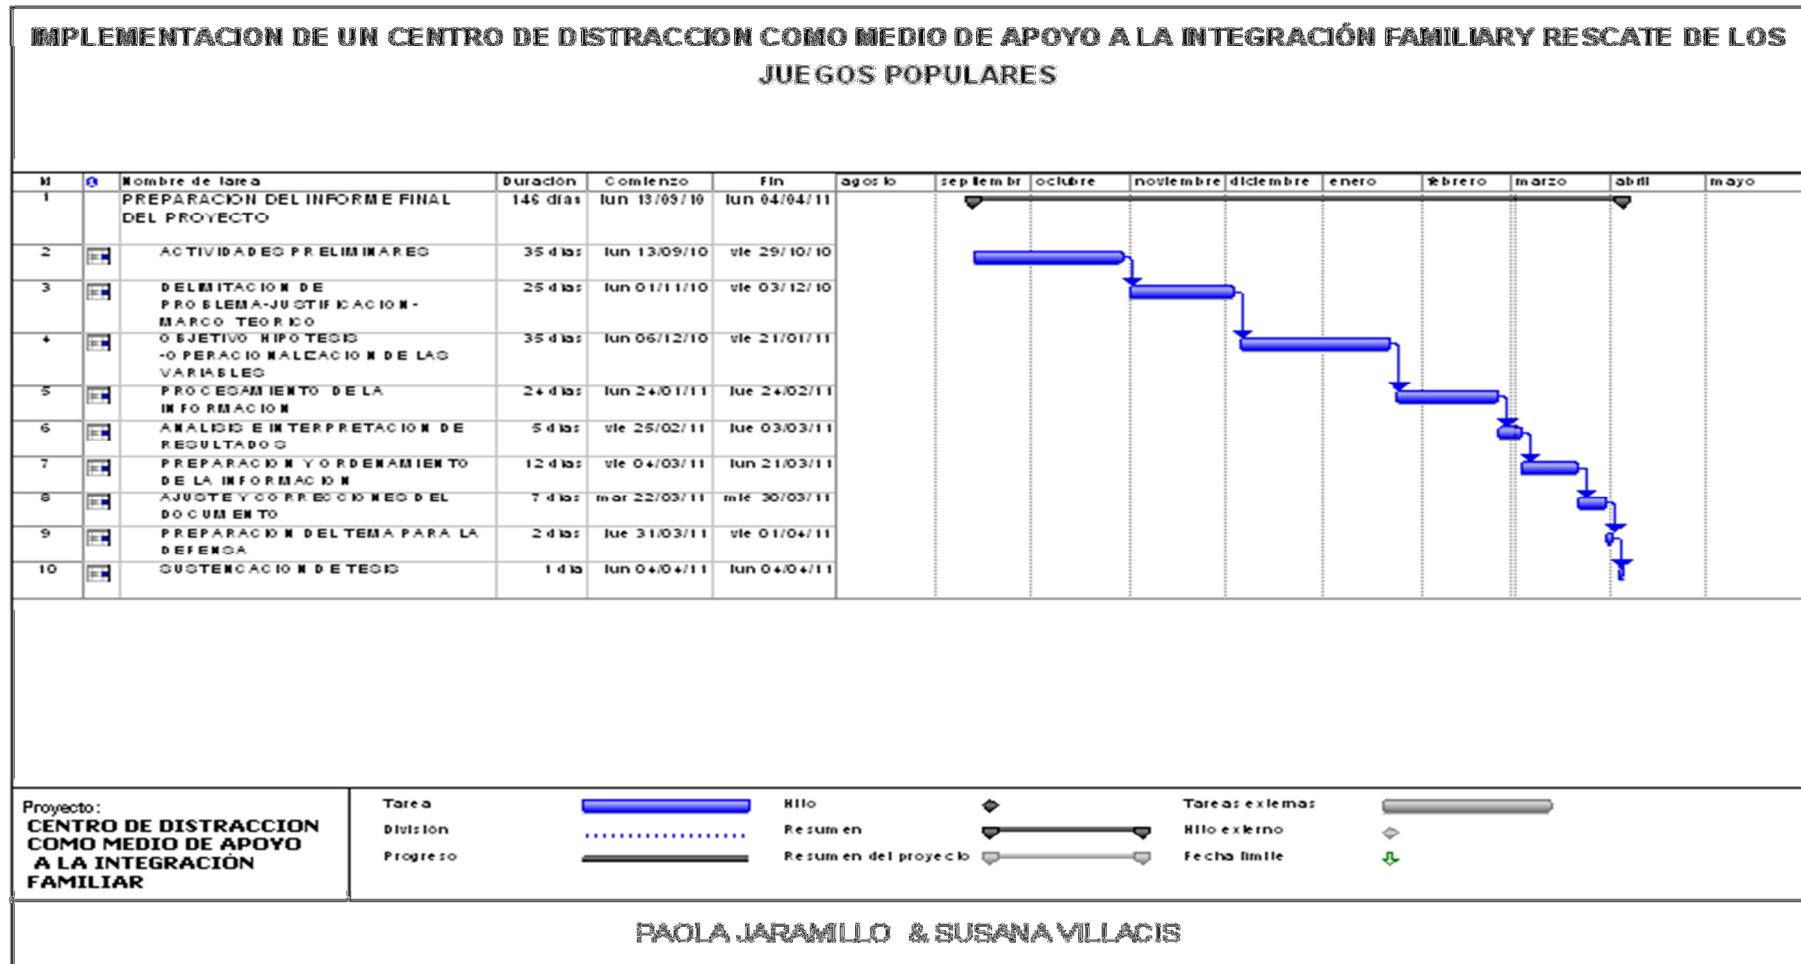 IMPLEMENTACION DE UN CENTRO DE DISTRACCION COMO MEDIO DE APOYO A LA INTEGRACIÓN FAMILIARY RESCATE DE LOS
JUEGOS POPULARES
Id Nombre de tarea Duración Comienzo Fin agosto septiembr octubre noviembre diciembre enero febrero marzo abril mayo
1 PREPARACION DEL INFORME FINAL 146 días lun 13/09/10 lun 04/04/11
DEL PROYECTO
2 ACTIVIDADES PRELIMINARES 35 días lun 13/09/10 vie 29/10/10
3 DELIMITACION DE 25 días lun 01/11/10 vie 03/12/10
PROBLEMA-JUSTIFICACION-
MARCO TEORICO
4 OBJETIVO HIPOTESIS 35 días lun 06/12/10 vie 21/01/11
-OPERACIONALIZACION DE LAS
VARIABLES
5 PROCESAMIENTO DE LA 24 días lun 24/01/11 jue 24/02/11
INFORMACION
6 ANALISIS E INTERPRETACION DE 5 días vie 25/02/11 jue 03/03/11
RESULTADOS
7 PREPARACION Y ORDENAMIENTO 12 días vie 04/03/11 lun 21/03/11
DE LA INFORMACION
8 AJUSTE Y CORRECCIONES DEL 7 días mar 22/03/11 mié 30/03/11
DOCUMENTO
9 PREPARACION DEL TEMA PARA LA 2 días jue 31/03/11 vie 01/04/11
DEFENSA
10 SUSTENCACION DE TESIS 1 día lun 04/04/11 lun 04/04/11
Proyecto:
CENTRO DE DISTRACCION
COMO MEDIO DE APOYO
A LA INTEGRACIÓN
FAMILIAR
Tarea Hito Tareas externas
División Resumen Hito externo
Progreso Resumen del proyecto Fecha límite
PAOLA JARAMILLO & SUSANA VILLACIS